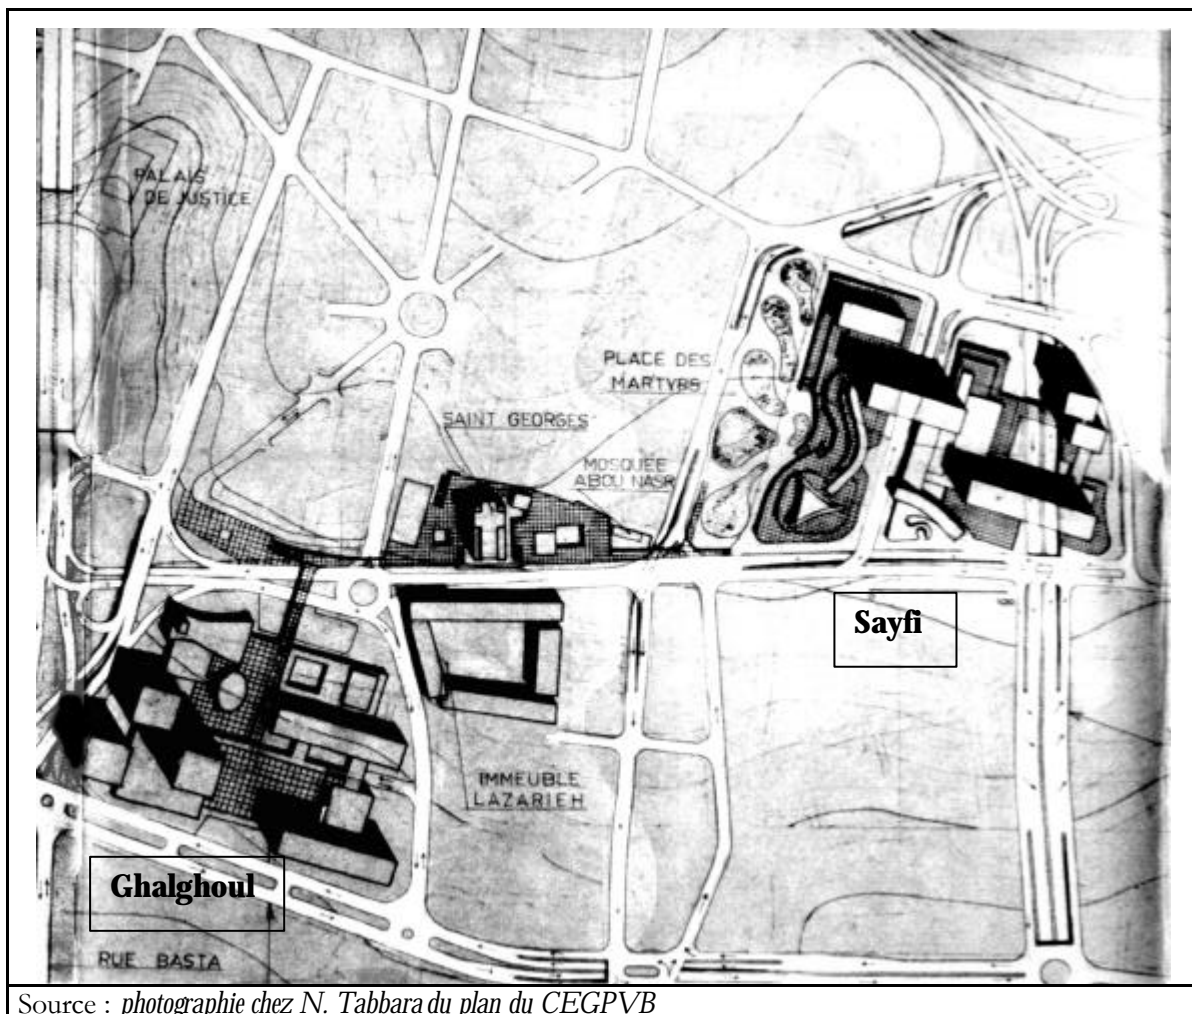 PALAIS
DE JUSTICE
PLACE DES
MARTYRS
SAINT GEORGES
MOSQUEE
ABOU NASR
Sayfi
IMMEUBLE
LAZARIEH
Ghalghoul
RUE BASTA
Source : photographie chez N. Tabbara du plan du CEGPVB